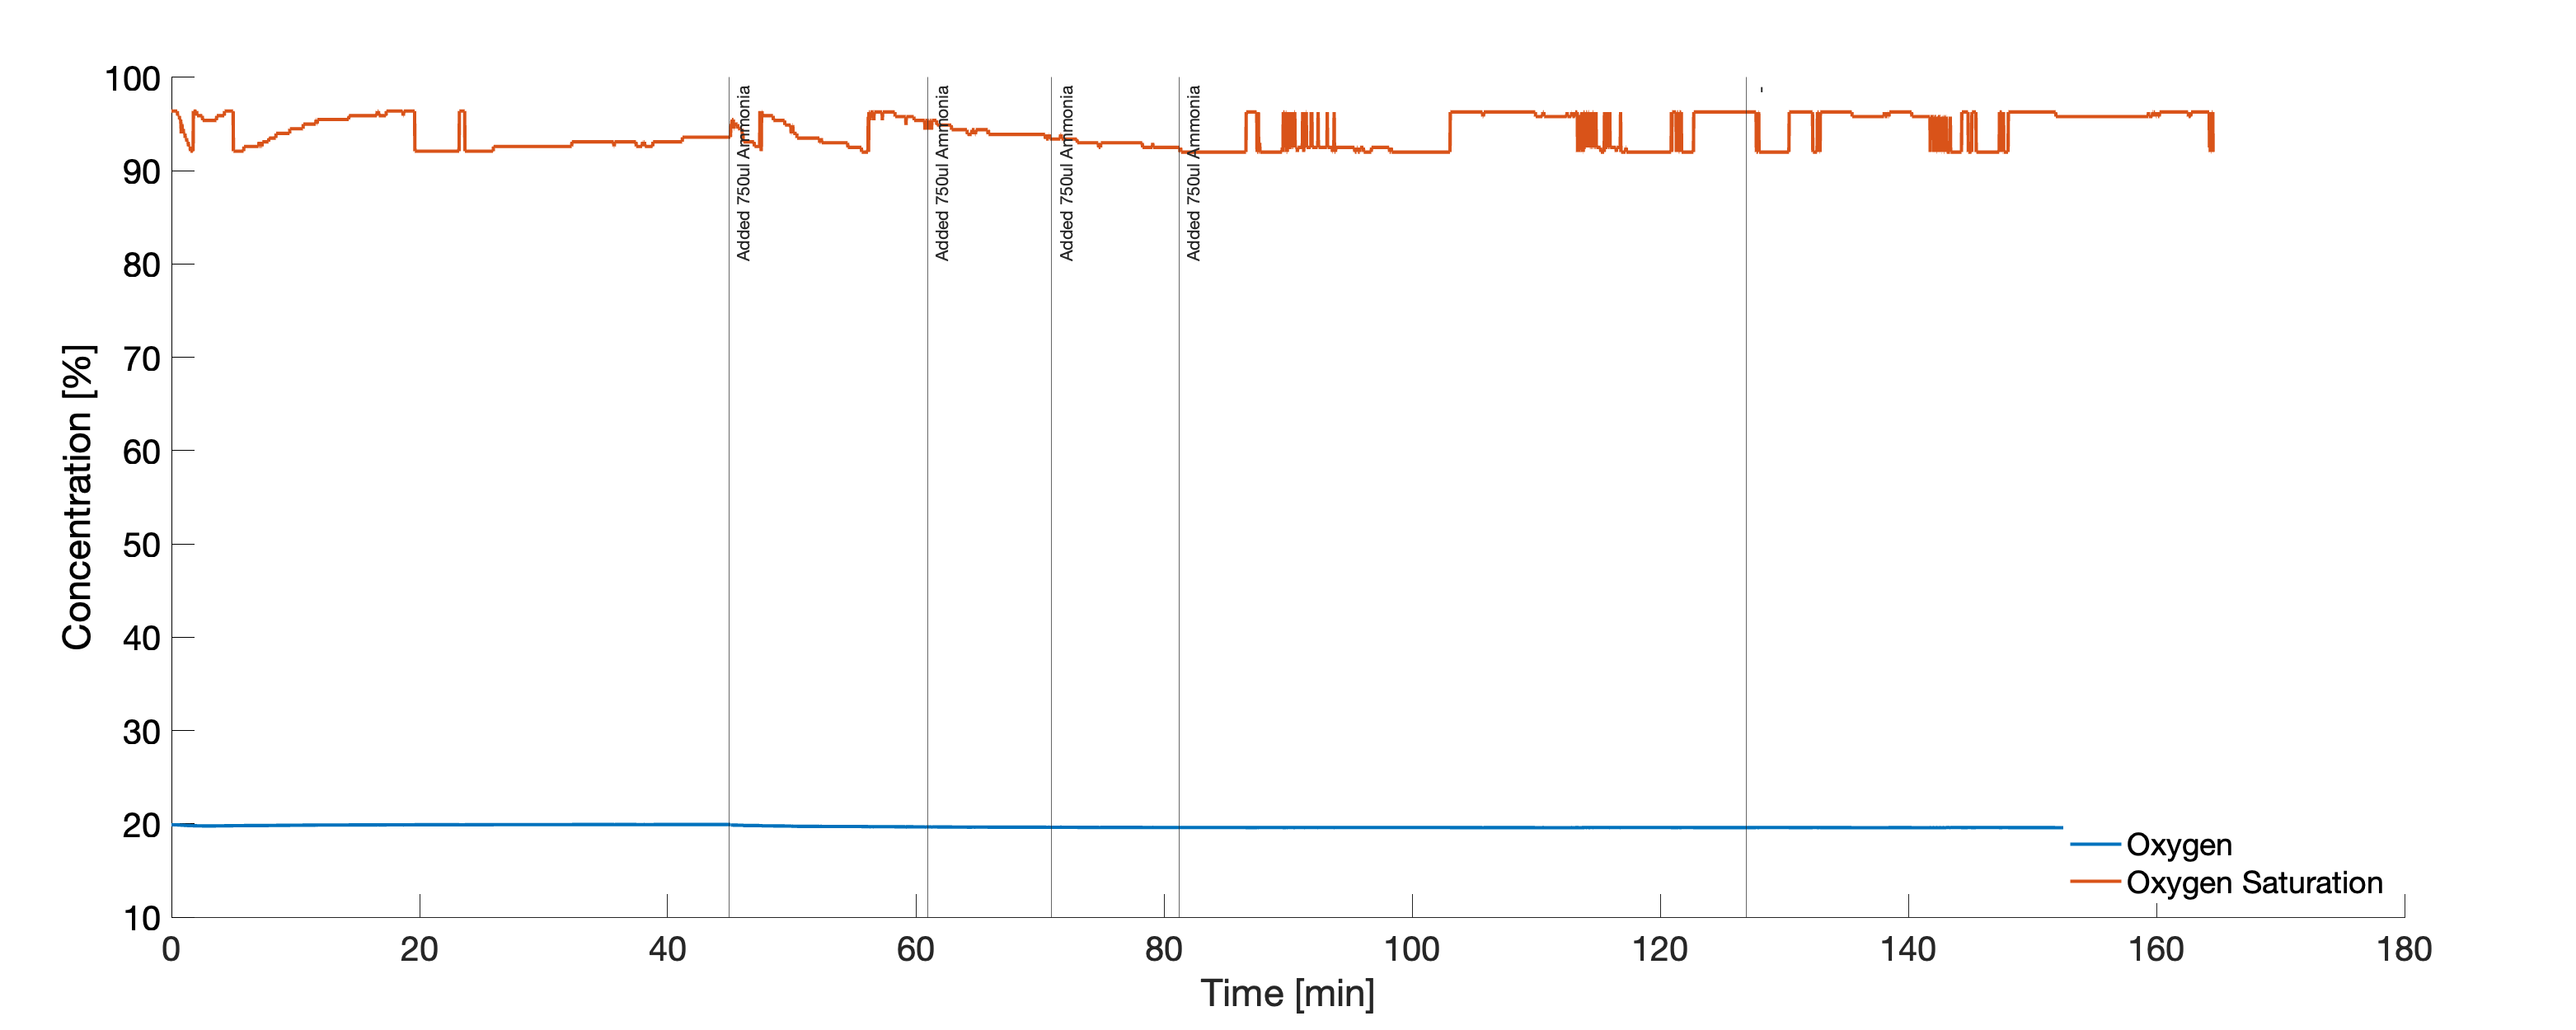 100
90
80
70
60
50
40
30
20
10
Concentration [%]
Added 750ul Ammonia
Added 750ul Ammonia
Added 750ul Ammonia
Added 750ul Ammonia
-
Oxygen
Oxygen Saturation
0 20 40 60 80 100 120 140 160 180
Time [min]